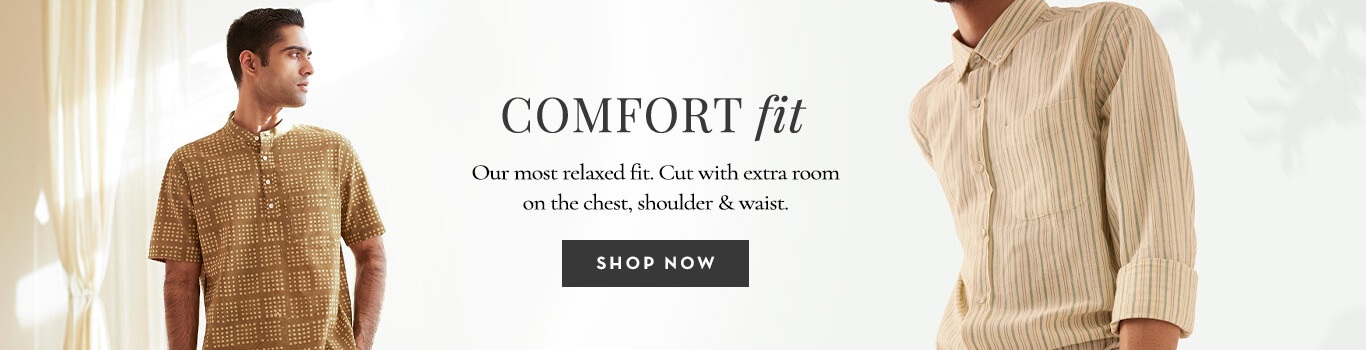 COMFORT fit
Our most relaxed fit. Cut with extra room
on the chest, shoulder & waist.
SHOP NOW